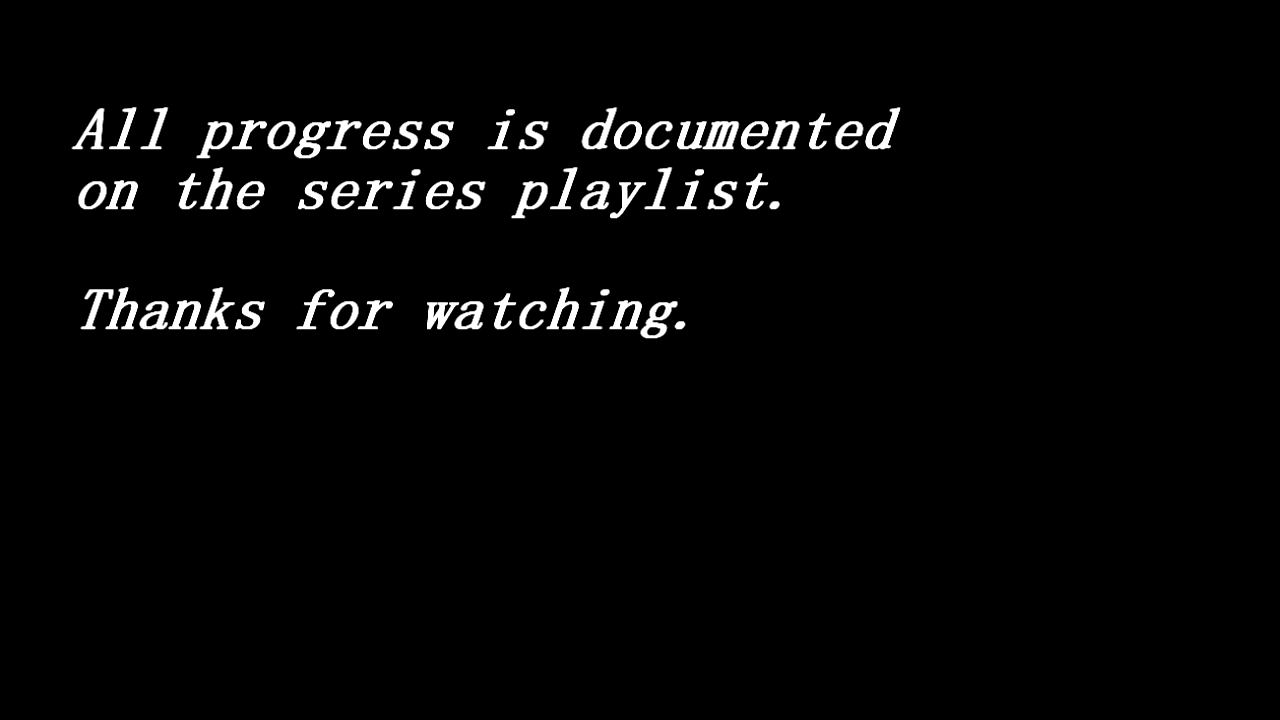 All progress is documented
on the series playlist.
Thanks for watching.